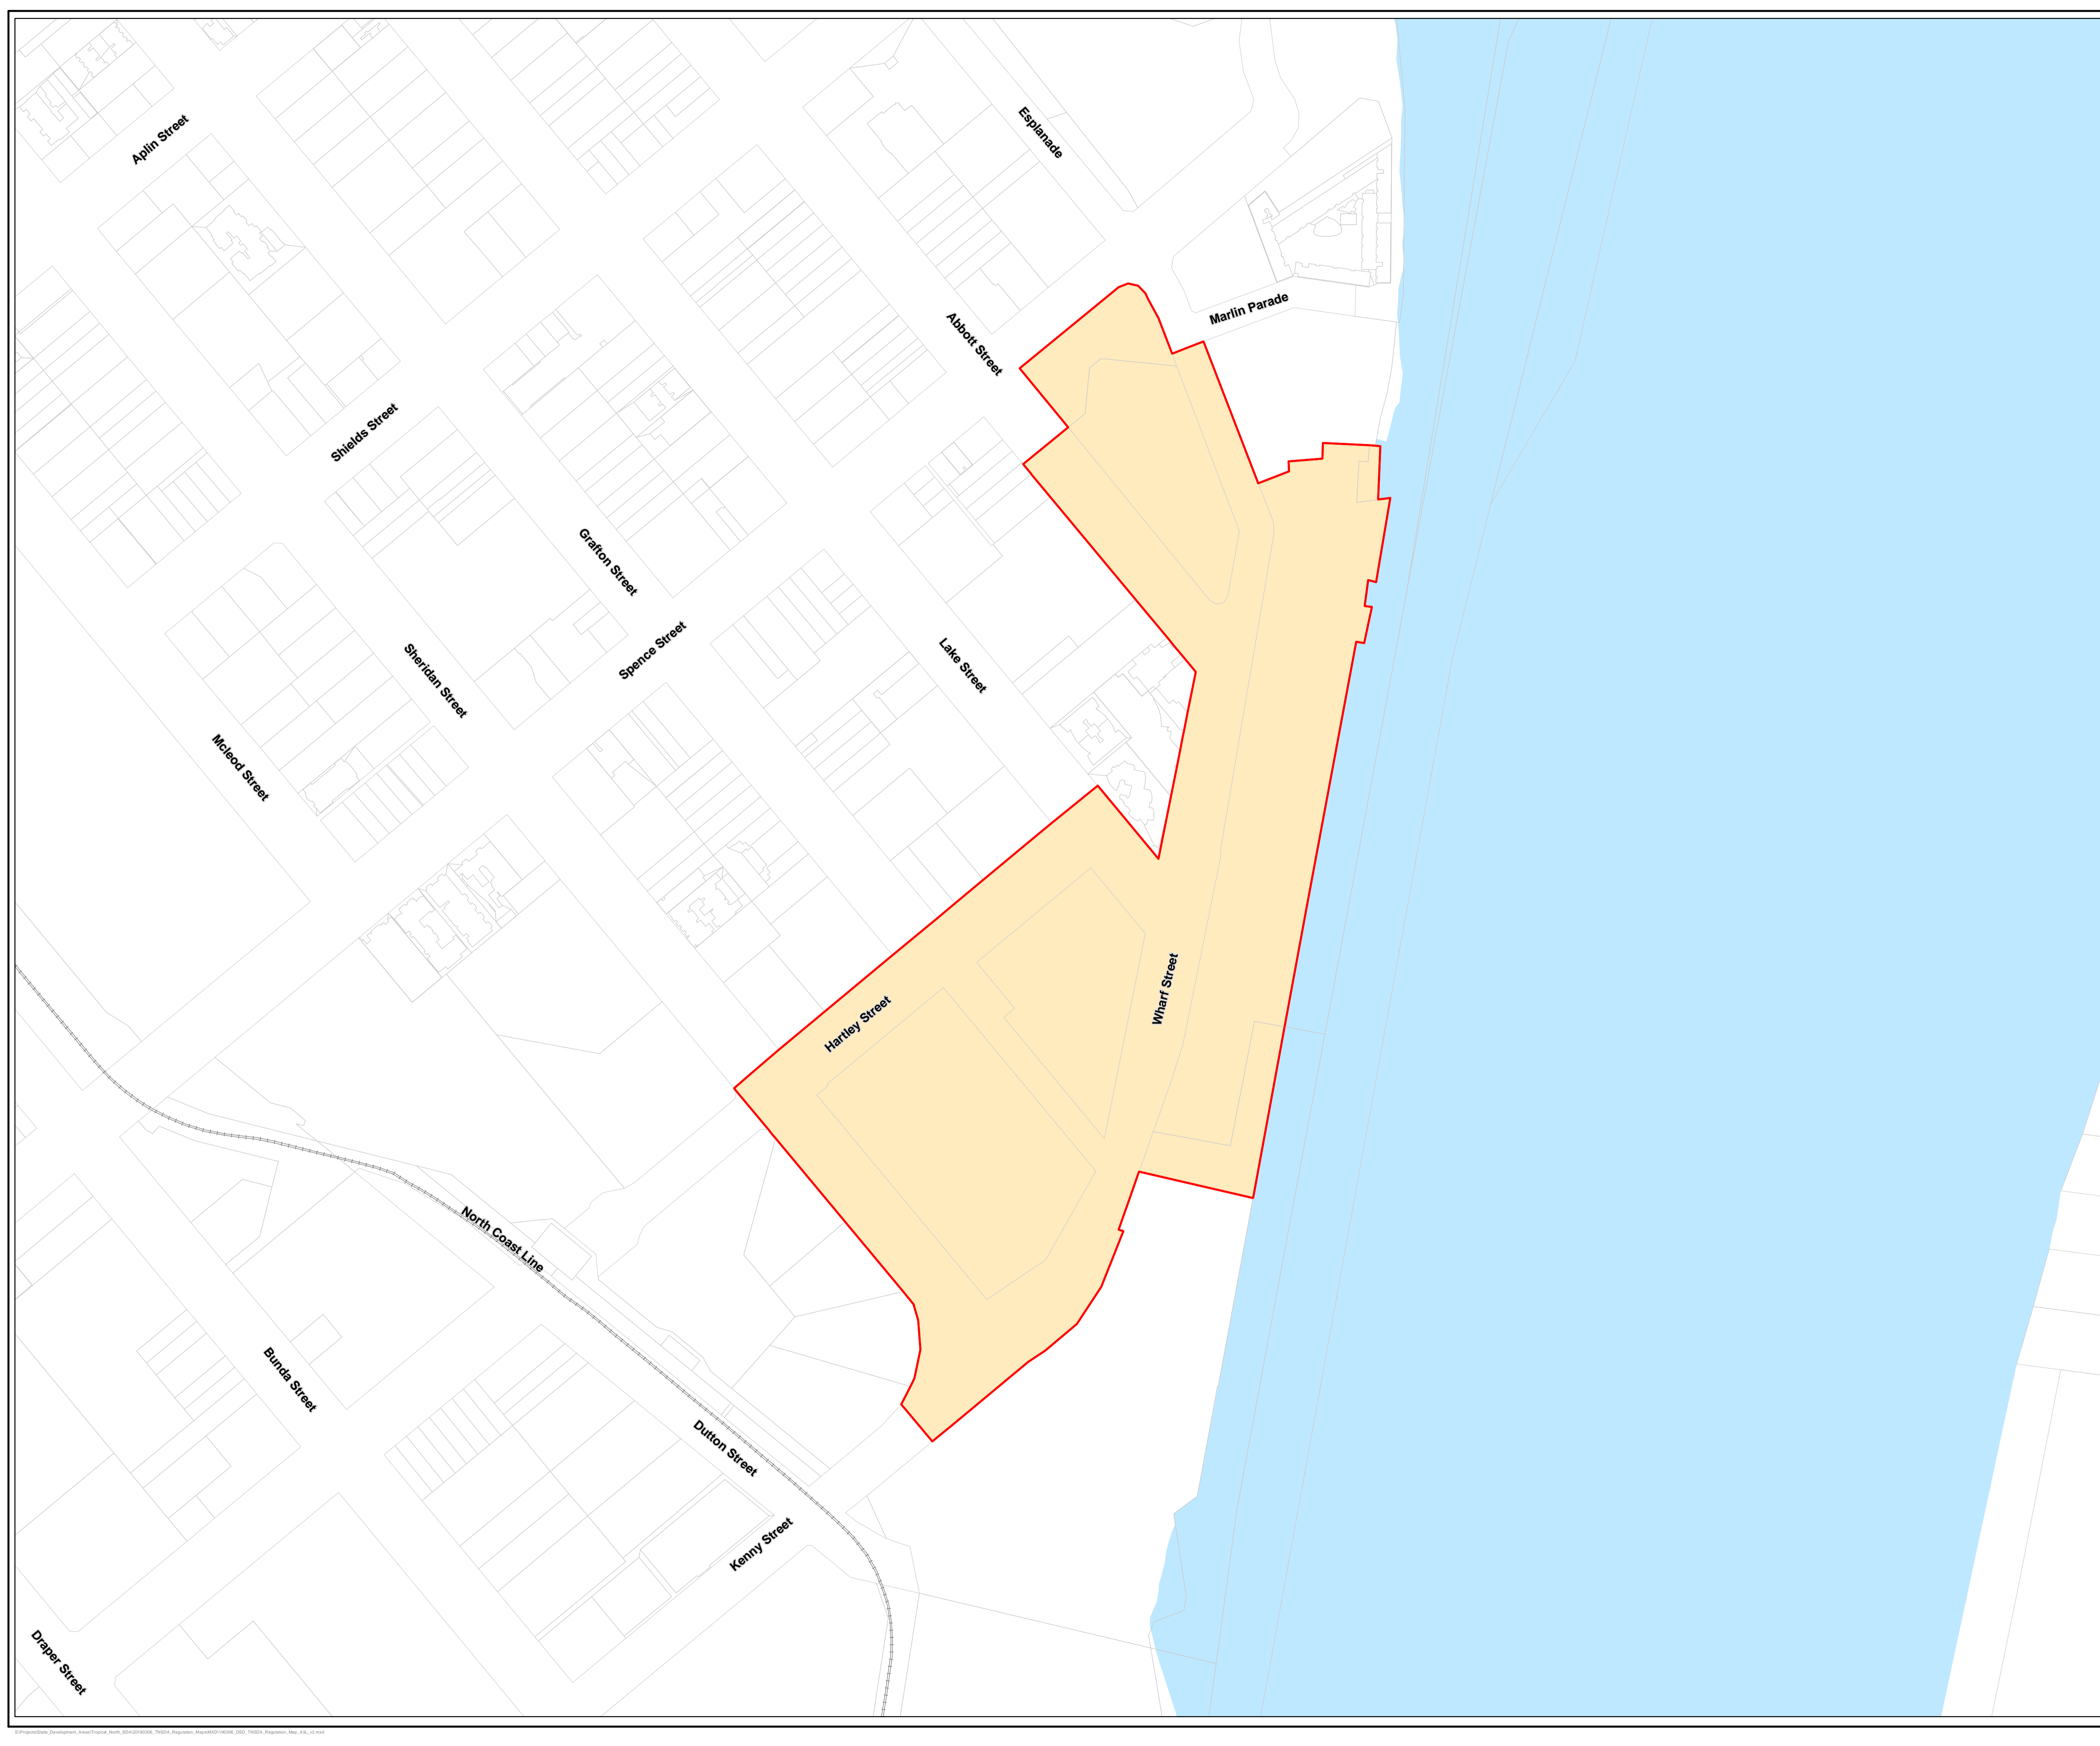 Aplin Street
Esplanade
Marlin Parade
Abbott Street
Shields Street
Grafton Street
Spence Street
Lake Street
Sheridan Street
Mcleod Street
Wharf Street
Hartley Street
North Coast Line
Bunda Street
Dutton Street
Kenny Street
Draper Street